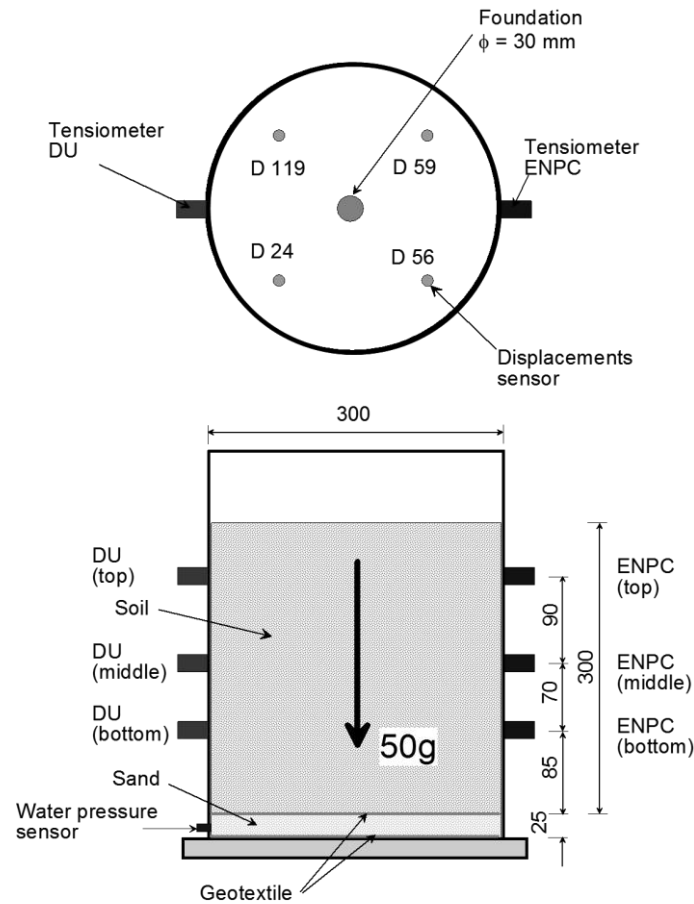 Foundation
ϕ = 30 mm
Tensiometer
DU
Tensiometer
ENPC
D 119
D 59
D 24
D 56
Displacements
sensor
300
DU
(top)
ENPC
(top)
Soil
90
300
DU
(middle)
ENPC
(middle)
70
DU
(bottom)
ENPC
(bottom)
50g
85
Sand
Water pressure
sensor
25
Geotextile